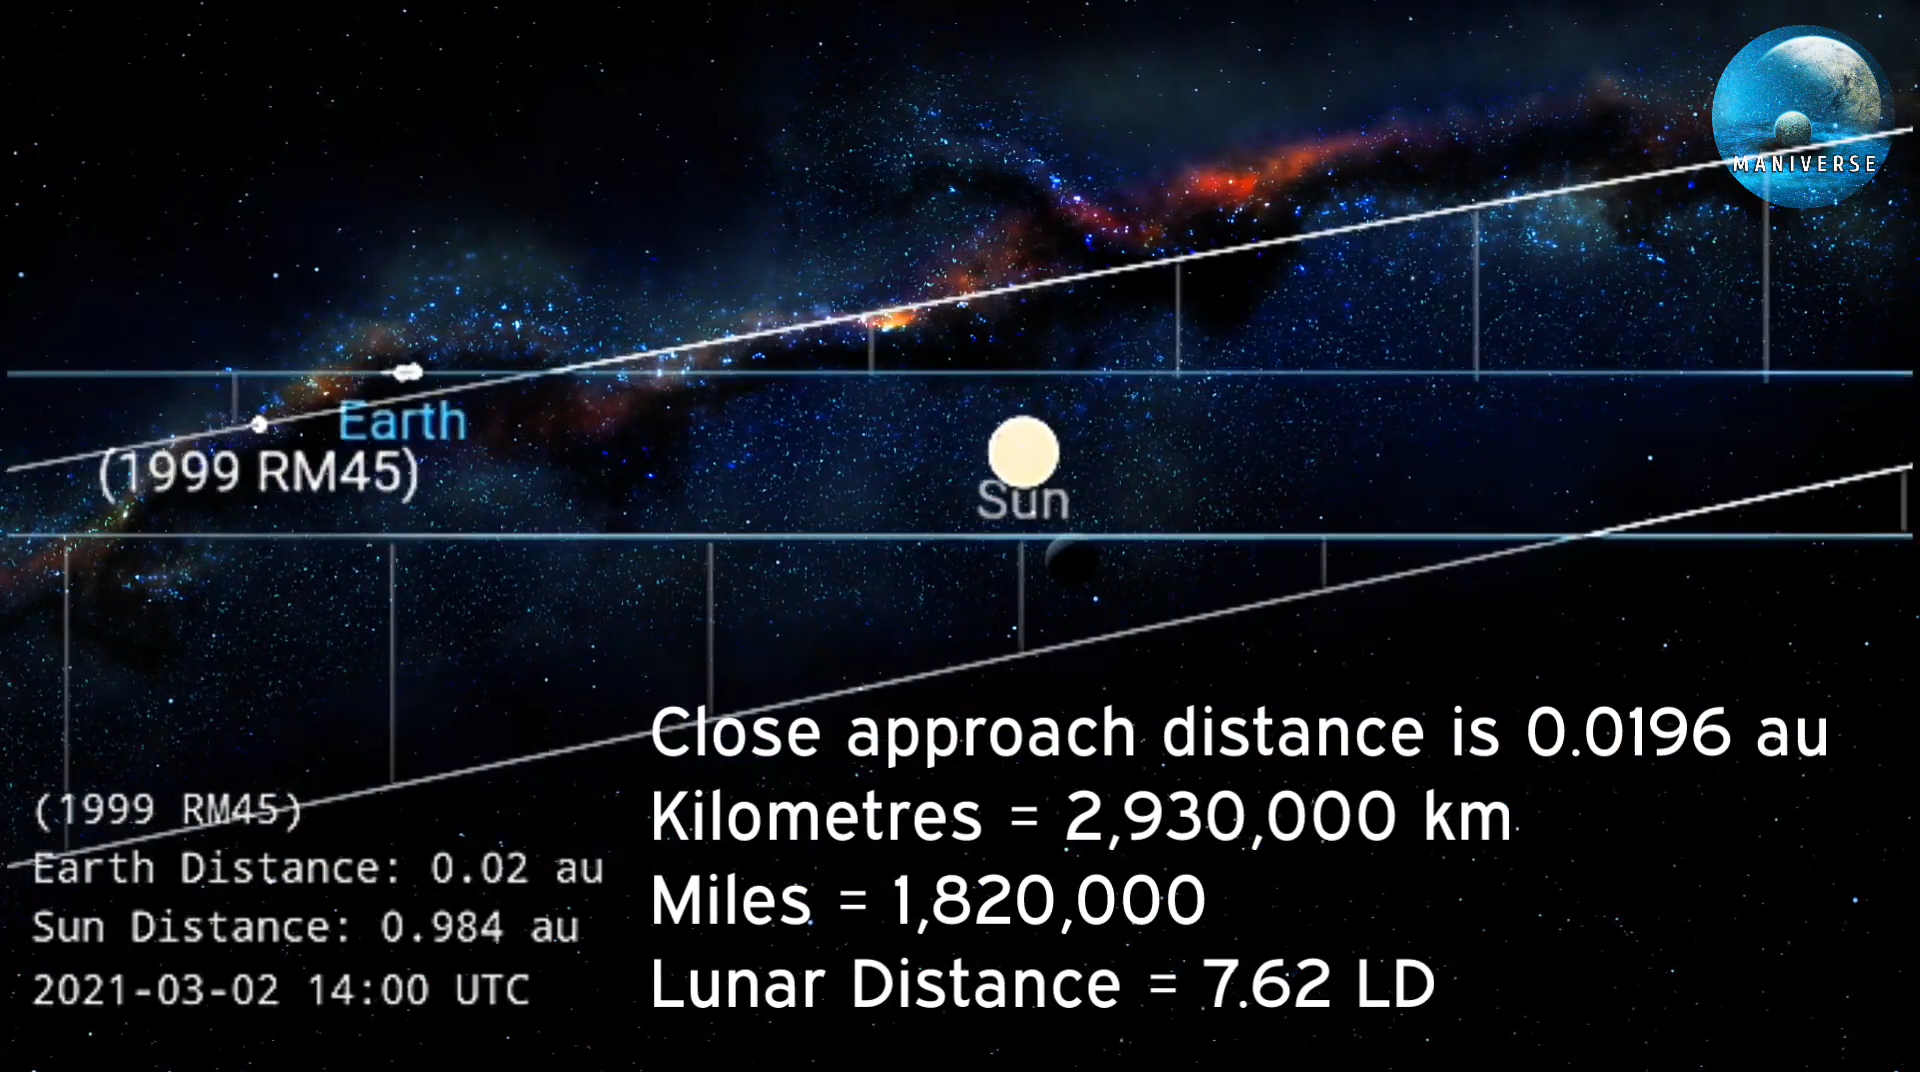 MANIVERSE
Earth
(1999 RM45)
Sun
Close approach distance is 0.0196 au
Kilometres = 2,930,000 km
Miles = 1,820,000
Lunar Distance = 7.62 LD
(1999 RM45)
Earth Distance: 0.02 au
Sun Distance: 0.984 au
2021-03-02 14:00 UTC